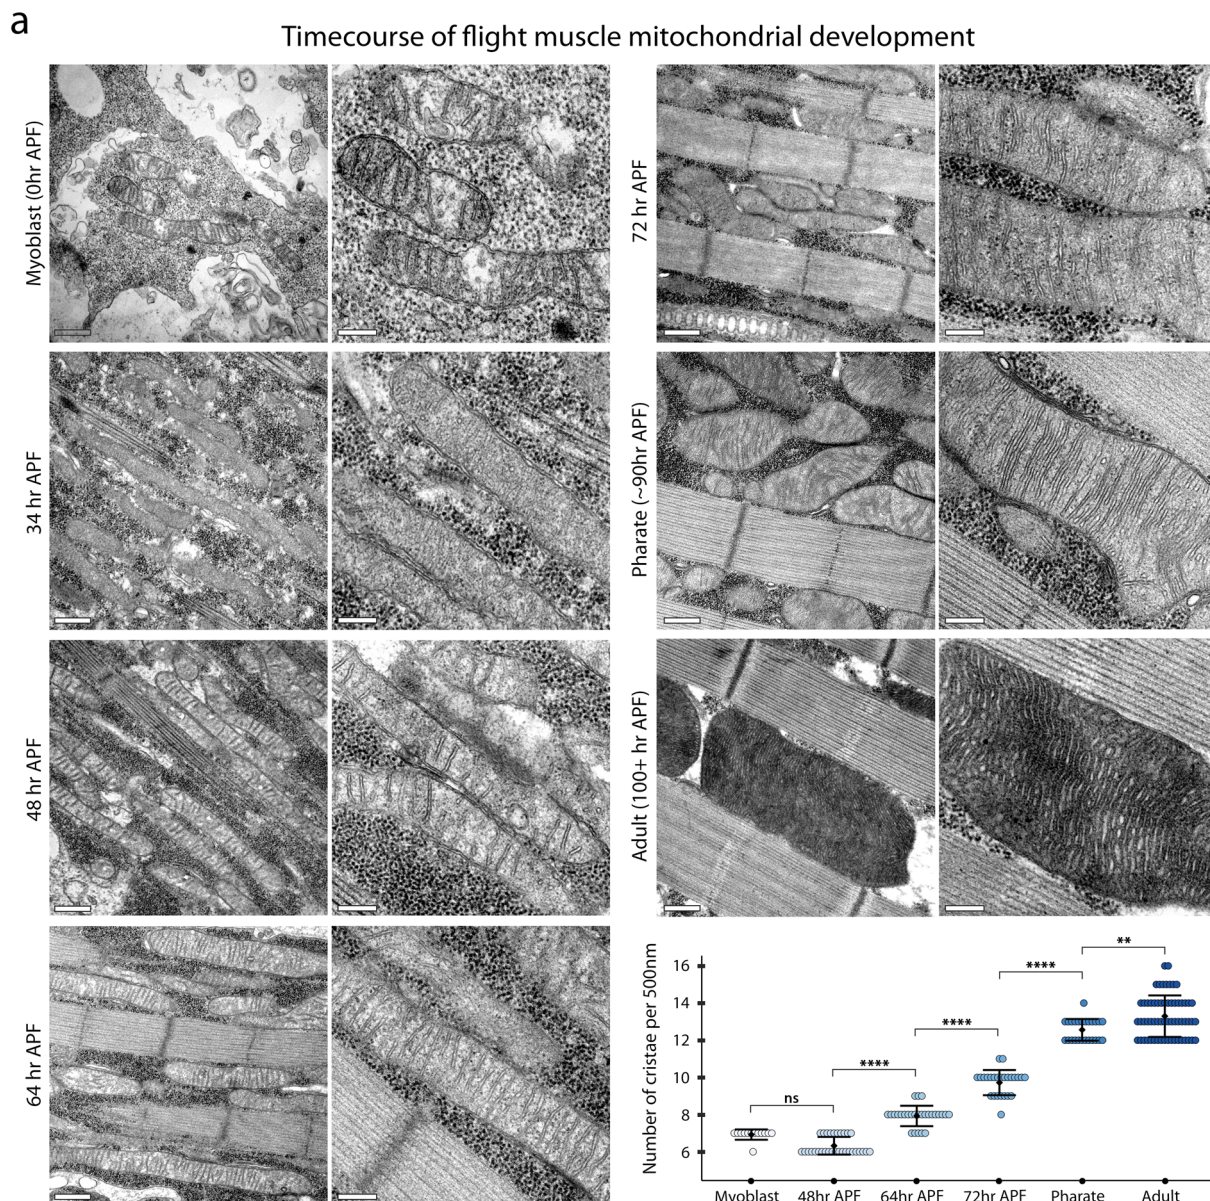 a
Timecourse of flight muscle mitochondrial development
Myoblast (0hr APF)
34 hr APF
48 hr APF
64 hr APF
72 hr APF
Pharate (~90hr APF)
Adult (100+ hr APF)
Number of cristae per 500nm
16
14
12
10
8
6
ns
****
****
****
**
Myoblast 48hr APF 64hr APF 72hr APF Pharate Adult